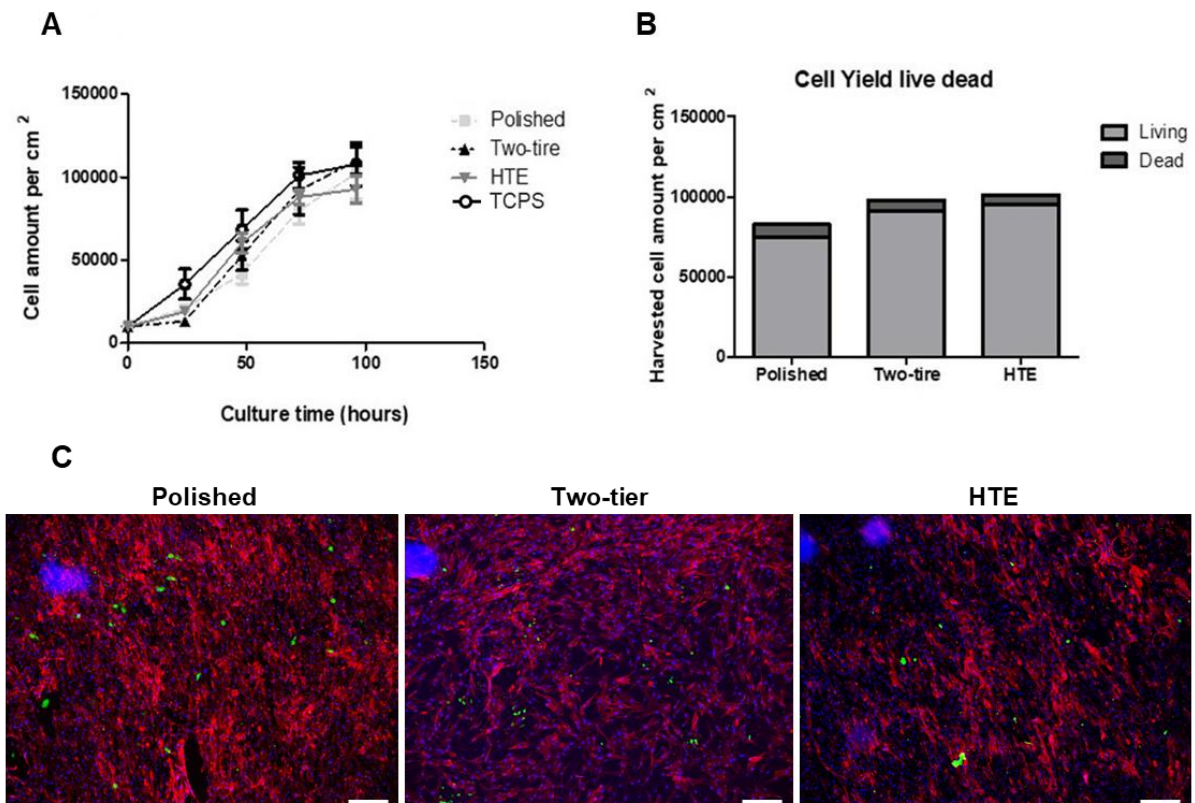 A
Cell amount per cm 2
150000
100000
50000
0
0 50 100 150
Culture time (hours)
Polished
Two-tire
HTE
TCPS
B
Cell Yield live dead
Harvested cell amount per cm 2
150000
100000
50000
0
Polished Two-tire HTE
Living
Dead
C
Polished Two-tier HTE